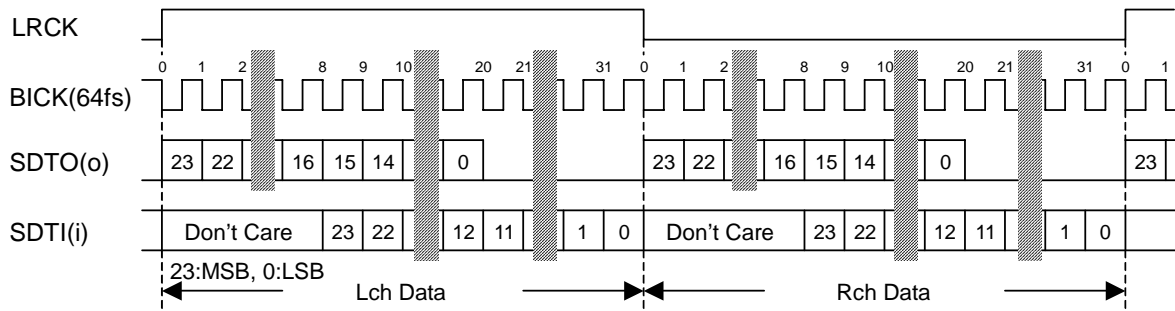 LRCK
0 1 2 8 9 10 20 21 31 0 1 2 8 9 10 20 21 31 0 1
BICK(64fs)
SDTO(o) 23 22 16 15 14 0 23 22 16 15 14 0 23
SDTI(i) Don't Care 23 22 12 11 1 0 Don't Care 23 22 12 11 1 0
23:MSB, 0:LSB
Lch Data Rch Data